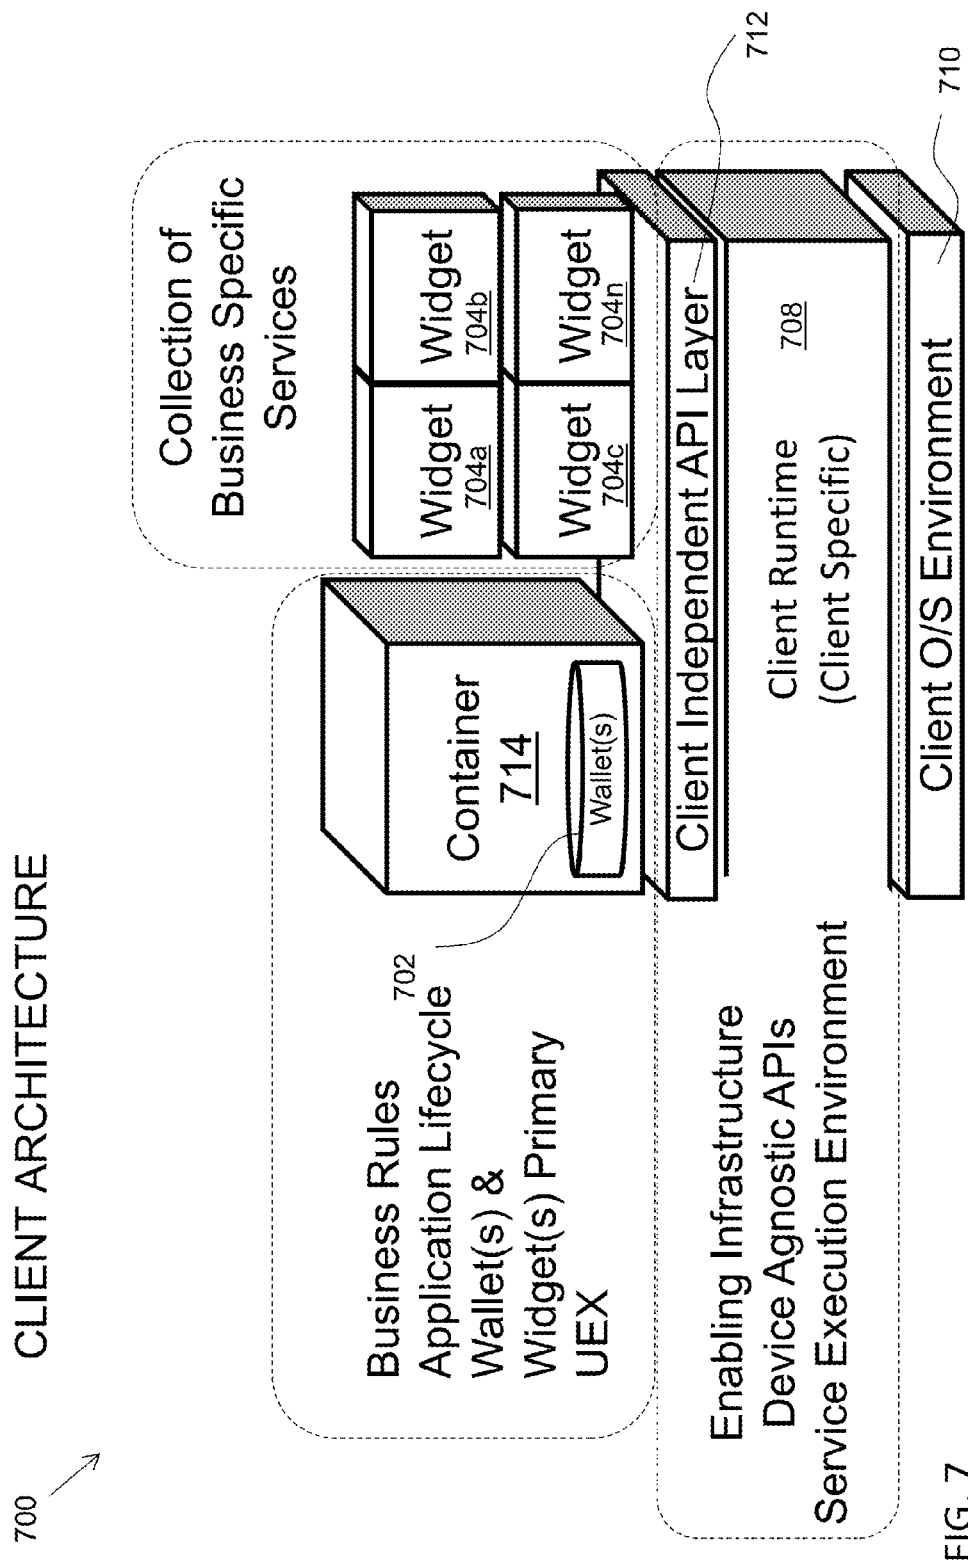 CLIENT ARCHITECTURE
700
Collection of
Business Specific
Services
Business Rules
Application Lifecycle
Wallet(s) &
Widget(s) Primary
UEX
702
Container
714
Wallet(s)
Widget
704a
Widget
704b
Widget
704c
Widget
704n
Client Independent API Layer
712
Enabling Infrastructure
Device Agnostic APIs
Service Execution Environment
Client Runtime
(Client Specific)
708
Client O/S Environment
710
FIG. 7